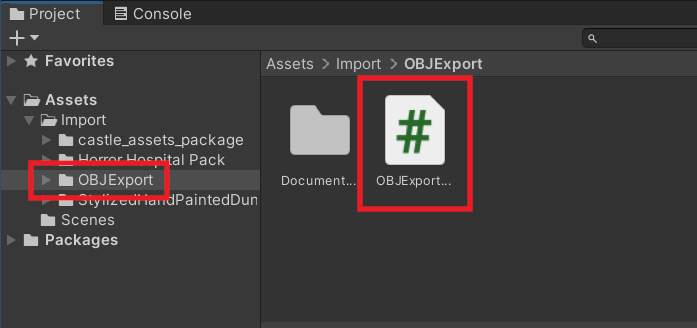 Project
Console
Favorites
Assets
Import
castle_assets_package
Horror Hospital Pack
OBJExport
StylizedHandPaintedDun
Scenes
Packages
Assets > Import > OBJExport
Document...
#
OBJExport...